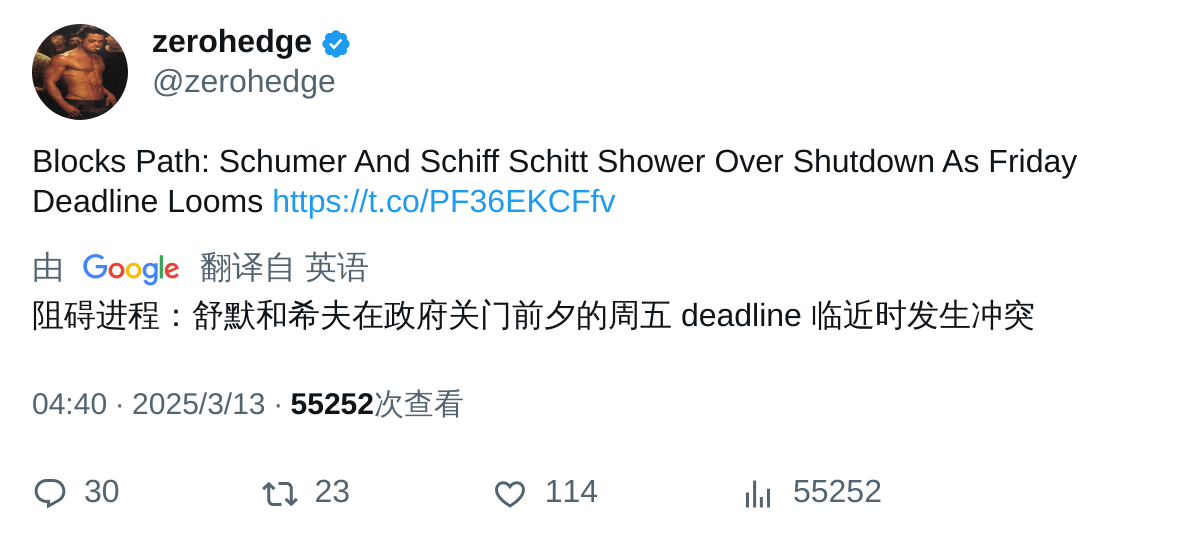 zerohedge
@zerohedge
Blocks Path: Schumer And Schiff Schitt Shower Over Shutdown As Friday
Deadline Looms https://t.co/PF36EKCFfv
由 Google 翻译自 英语
阻碍进程：舒默和希夫在政府关门前夕的周五 deadline 临近时发生冲突
04:40 · 2025/3/13 · 55252次查看
30 23 114 55252